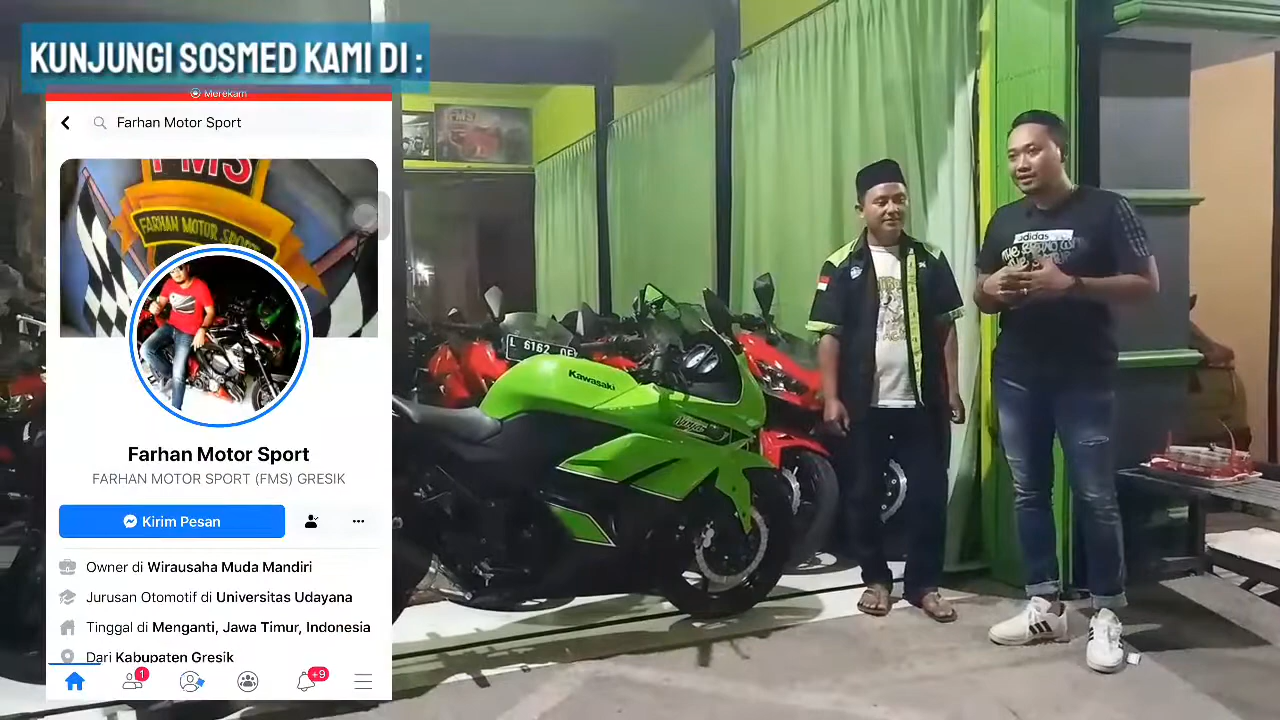 KUNJUNGI SOSMED KAMI DI :
Merekam
Farhan Motor Sport
FMS
FARHAN MOTOR SPORT
Farhan Motor Sport
FARHAN MOTOR SPORT (FMS) GRESIK
Kirim Pesan
Owner di Wirausaha Muda Mandiri
Jurusan Otomotif di Universitas Udayana
Tinggal di Menganti, Jawa Timur, Indonesia
Dari Kabupaten Gresik
1
+9
FMS
L 6162
Kawasaki
Ninja
adidas